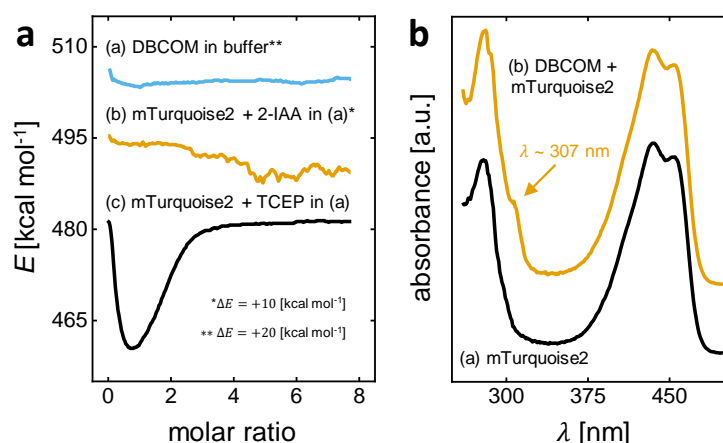 a
(a) DBCOM in buffer**
(b) mTurquoise2 + 2-IAA in (a)*
(c) mTurquoise2 + TCEP in (a)
*ΔE = +10 [kcal mol⁻¹]
** ΔE = +20 [kcal mol⁻¹]
E [kcal mol⁻¹]
510
495
480
465
0 2 4 6 8
molar ratio
b
(b) DBCOM +
mTurquoise2
λ ~ 307 nm
(a) mTurquoise2
absorbance [a.u.]
300 375 450
λ [nm]